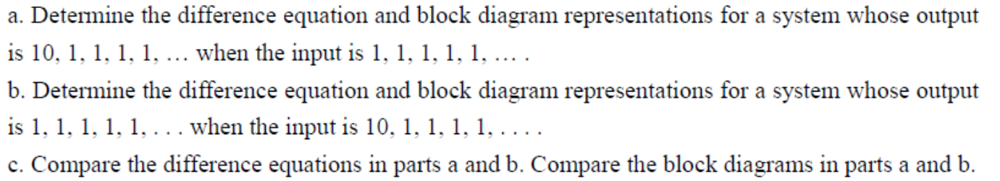 a. Determine the difference equation and block diagram representations for a system whose output
is 10, 1, 1, 1, 1, … when the input is 1, 1, 1, 1, 1, … .
b. Determine the difference equation and block diagram representations for a system whose output
is 1, 1, 1, 1, 1, . . . when the input is 10, 1, 1, 1, 1, . . . .
c. Compare the difference equations in parts a and b. Compare the block diagrams in parts a and b.